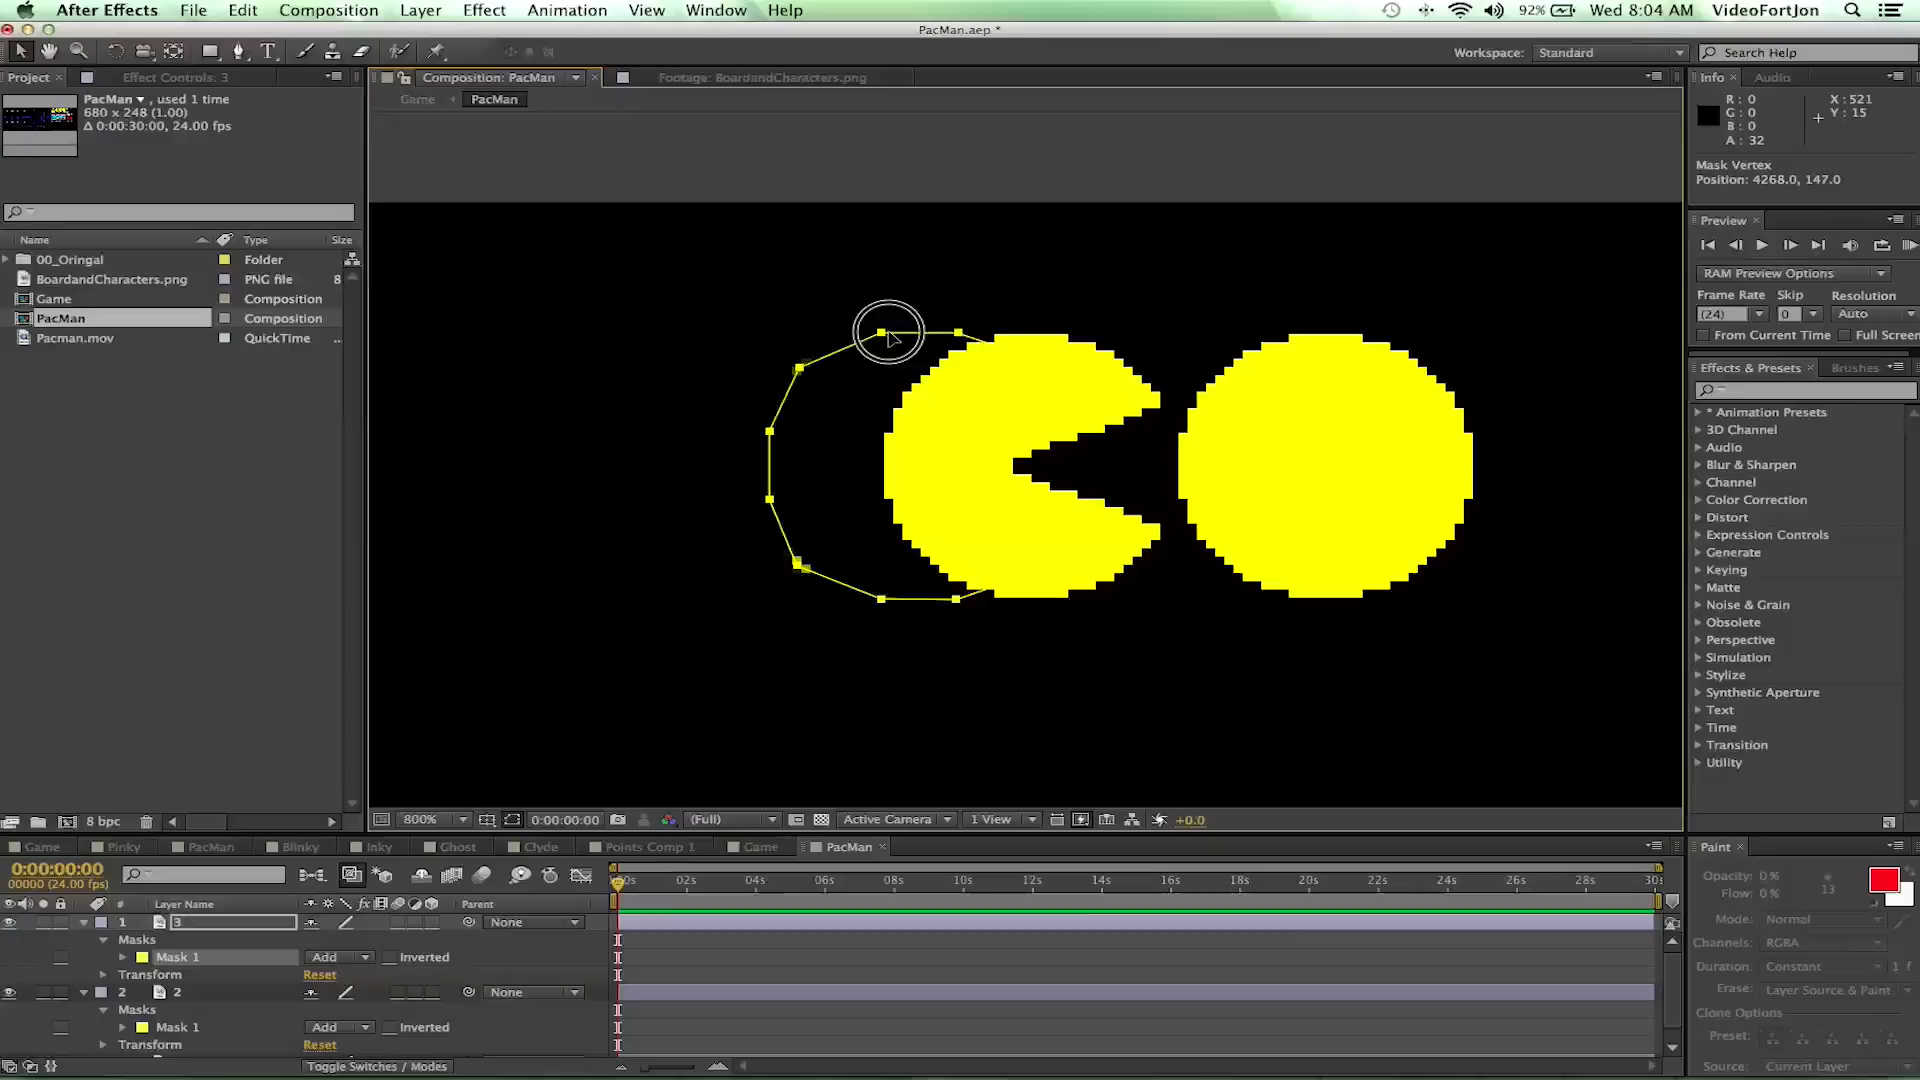 After Effects File Edit Composition Layer Effect Animation View Window Help 92% Wed 8:04 AM VideoFortJon
PacMan.aep *
Workspace: Standard Search Help
Project Effect Controls: 3 Composition: PacMan Footage: BoardandCharacters.png Info Audio
Game PacMan
PacMan , used 1 time
680 x 248 (1.00)
Δ 0:00:30:00, 24.00 fps
R: 0 X: 521
G: 0 Y: 15
B: 0
A: 32
Mask Vertex
Position: 4268.0, 147.0
Preview
RAM Preview Options
Frame Rate Skip Resolution
(24) 0 Auto
From Current Time Full Screen
Name Type Size
00_Oringal Folder
BoardandCharacters.png PNG file 8
Game Composition
PacMan Composition
Pacman.mov QuickTime ...
Effects & Presets Brushes
* Animation Presets
3D Channel
Audio
Blur & Sharpen
Channel
Color Correction
Distort
Expression Controls
Generate
Keying
Matte
Noise & Grain
Obsolete
Perspective
Simulation
Stylize
Synthetic Aperture
Text
Time
Transition
Utility
8 bpc 800% 0:00:00:00 (Full) Active Camera 1 View +0.0
Game Pinky PacMan Blinky Inky Ghost Clyde Points Comp 1 Game PacMan
0:00:00:00
00000 (24.00 fps)
02s 04s 06s 08s 10s 12s 14s 16s 18s 20s 22s 24s 26s 28s 30s
# Layer Name Parent
1 3 None
Masks
Mask 1 Add Inverted
Transform Reset
2 2 None
Masks
Mask 1 Add Inverted
Transform Reset
Toggle Switches / Modes
Paint
Opacity: 0 %
Flow: 0 % 13
Mode: Normal
Channels: RGBA
Duration: Constant 1 f
Erase: Layer Source & Paint
Clone Options
Preset:
Source: Current Layer